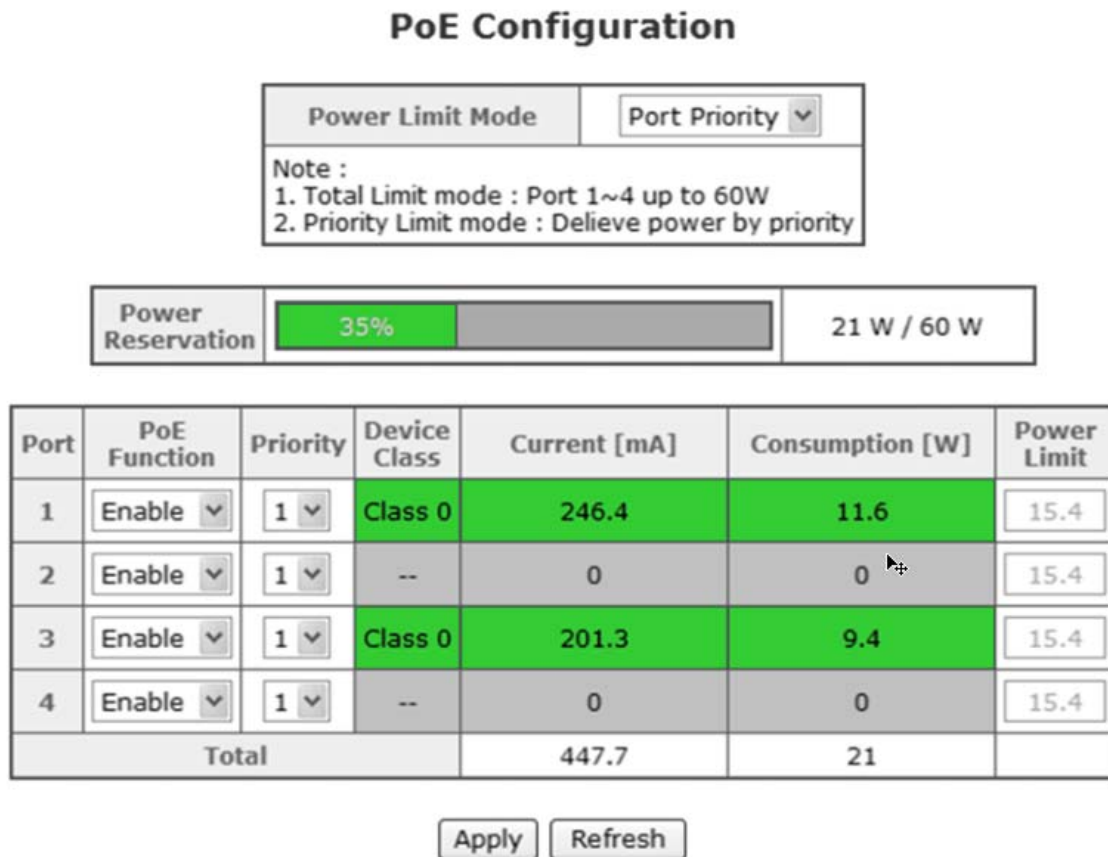 PoE Configuration
Power Limit Mode Port Priority
Note :
1. Total Limit mode : Port 1~4 up to 60W
2. Priority Limit mode : Delieve power by priority
Power Reservation 35% 21 W / 60 W
Port PoE Function Priority Device Class Current [mA] Consumption [W] Power Limit
1 Enable 1 Class 0 246.4 11.6 15.4
2 Enable 1 -- 0 0 15.4
3 Enable 1 Class 0 201.3 9.4 15.4
4 Enable 1 -- 0 0 15.4
Total 447.7 21
Apply Refresh